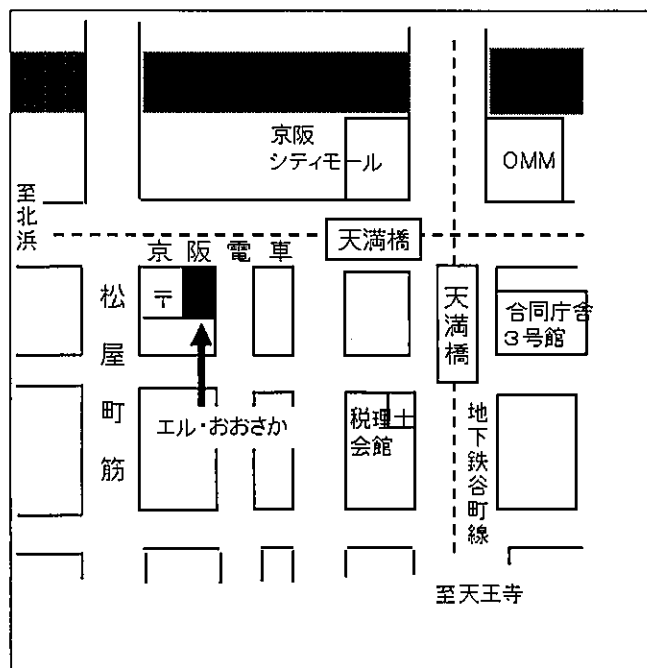 京阪
シティモール
OMM
至北浜
天満橋
京阪電車
松屋町筋
〒
天満橋
合同庁舎
3号館
エル・おおさか
税理士
会館
地下鉄谷町線
至天王寺